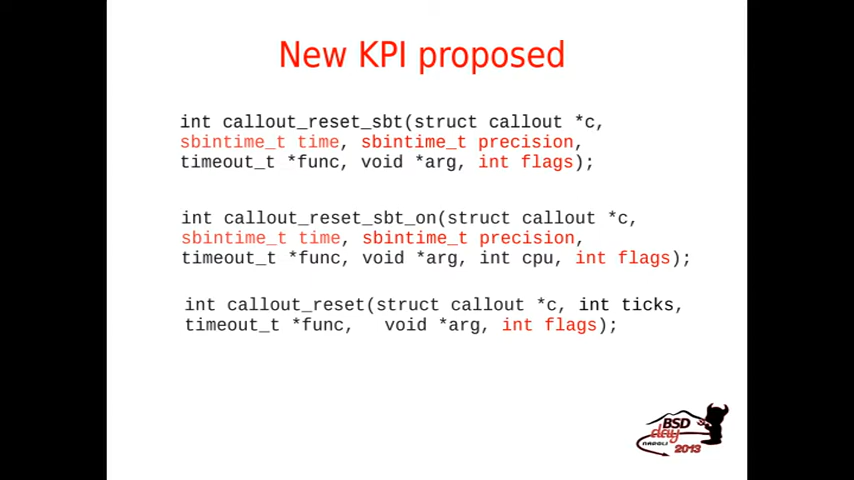 New KPI proposed
int callout_reset_sbt(struct callout *c,
sbintime_t time, sbintime_t precision,
timeout_t *func, void *arg, int flags);
int callout_reset_sbt_on(struct callout *c,
sbintime_t time, sbintime_t precision,
timeout_t *func, void *arg, int cpu, int flags);
int callout_reset(struct callout *c, int ticks,
timeout_t *func, void *arg, int flags);
BSD
day
NAPOLI
2013